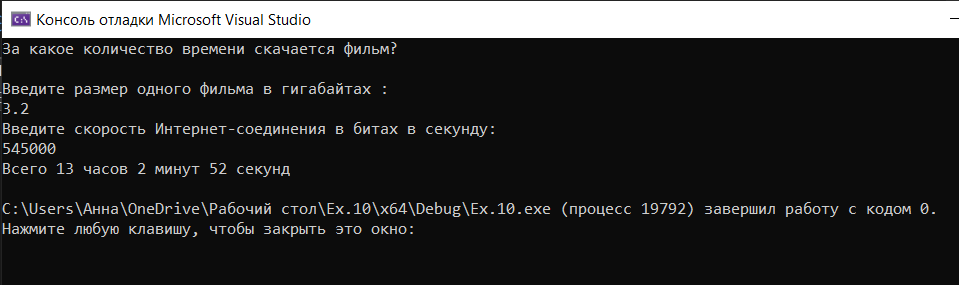 Консоль отладки Microsoft Visual Studio
За какое количество времени скачается фильм?
Введите размер одного фильма в гигабайтах :
3.2
Введите скорость Интернет-соединения в битах в секунду:
545000
Всего 13 часов 2 минут 52 секунд
C:\Users\Анна\OneDrive\Рабочий стол\Ex.10\x64\Debug\Ex.10.exe (процесс 19792) завершил работу с кодом 0.
Нажмите любую клавишу, чтобы закрыть это окно: